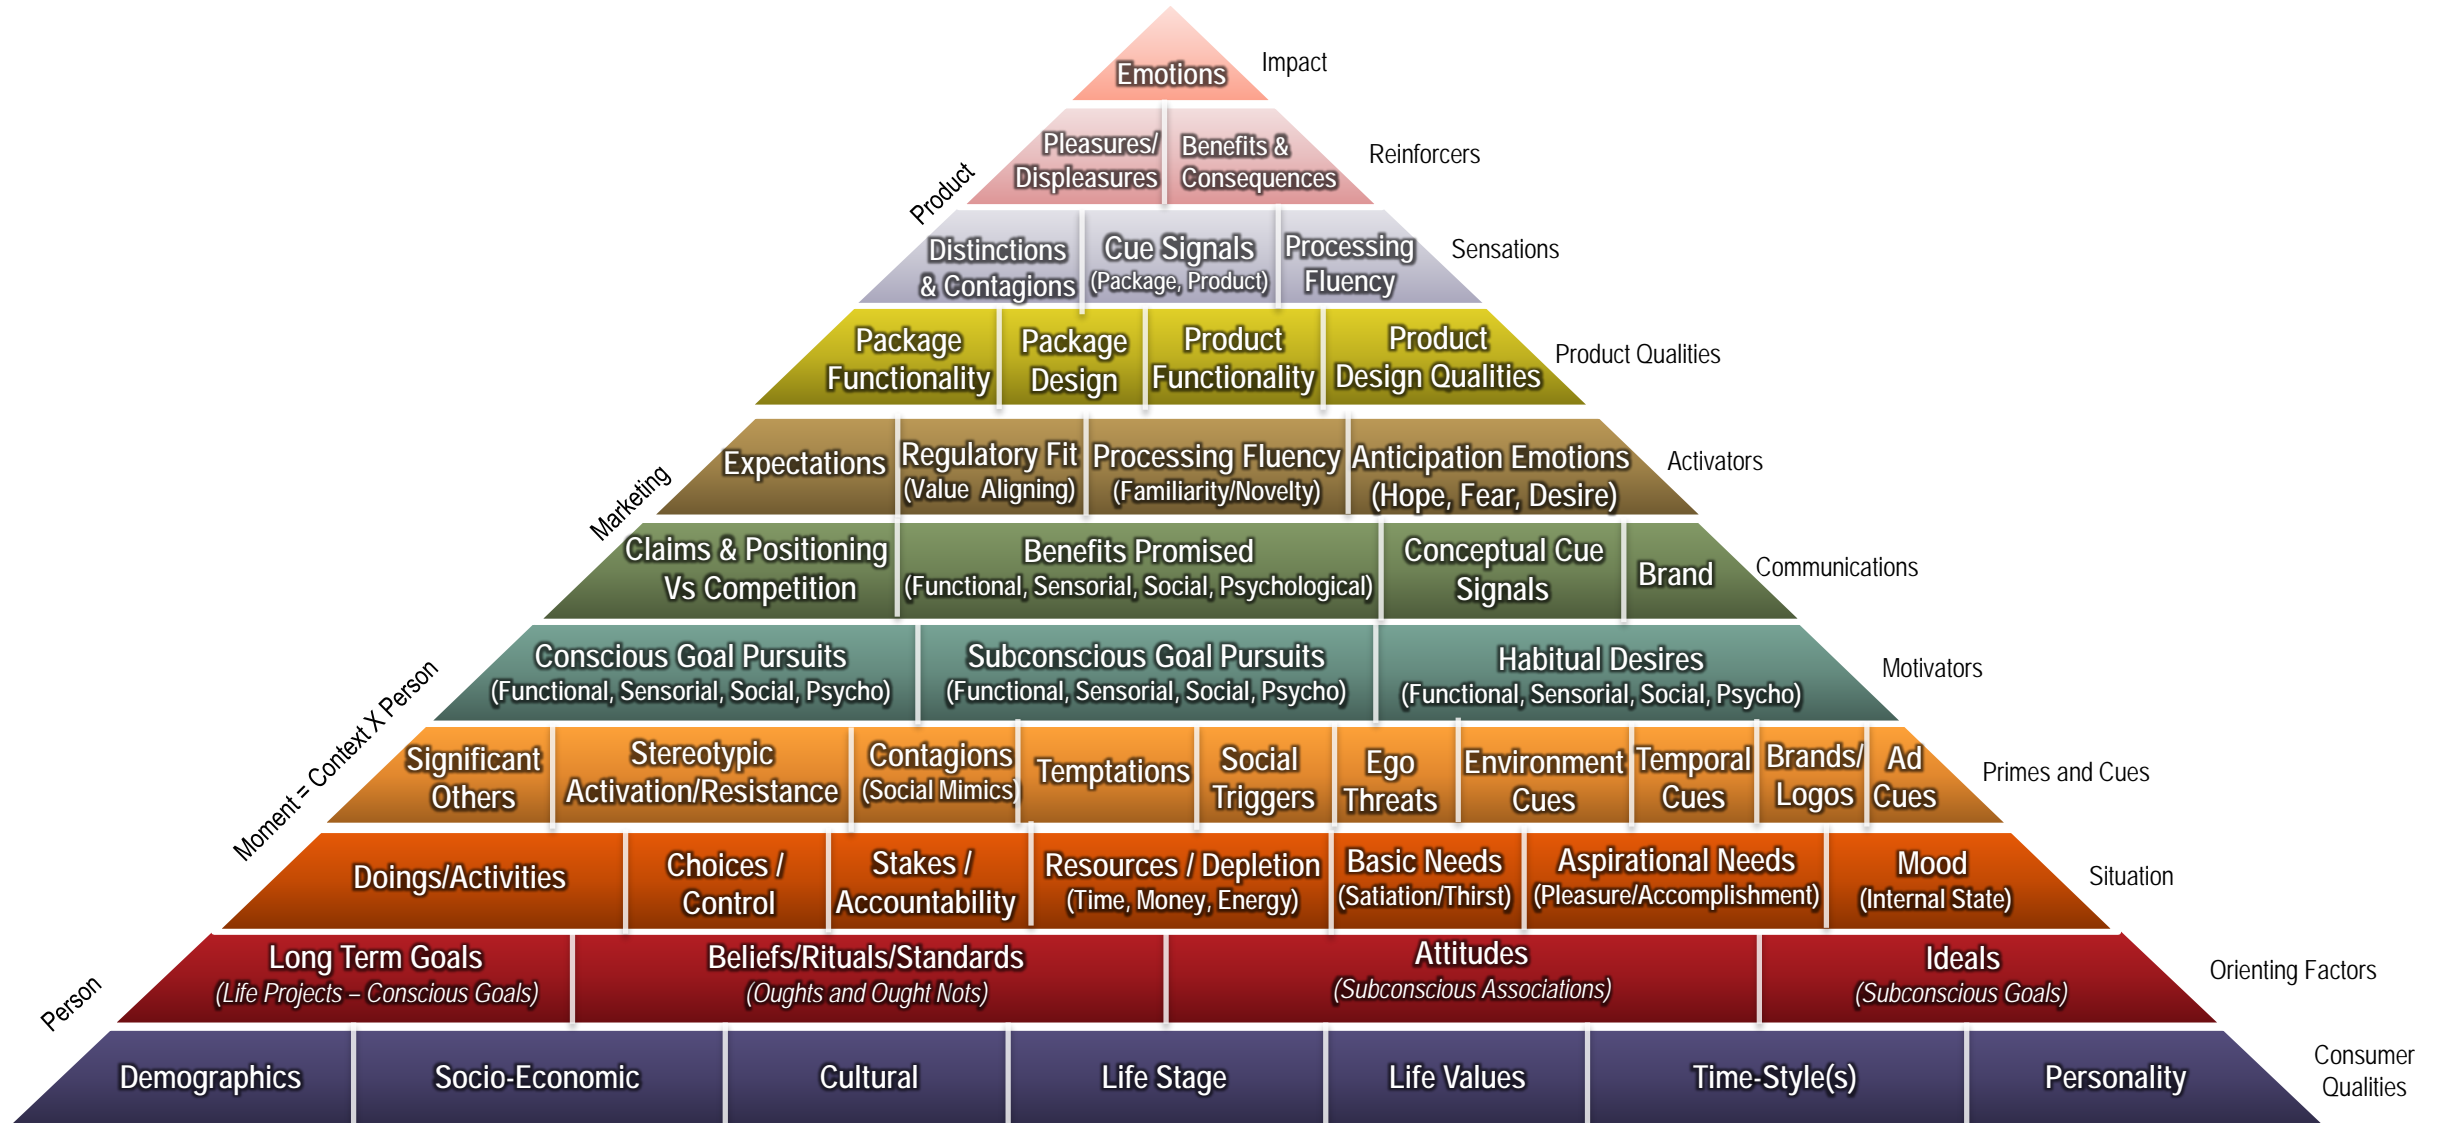 Emotions
Impact
Product
Pleasures/
Displeasures
Benefits &
Consequences
Reinforcers
Distinctions
& Contagions
Cue Signals
(Package, Product)
Processing
Fluency
Sensations
Package
Functionality
Package
Design
Product
Functionality
Product
Design Qualities
Product Qualities
Marketing
Expectations
Regulatory Fit
(Value Aligning)
Processing Fluency
(Familiarity/Novelty)
Anticipation Emotions
(Hope, Fear, Desire)
Activators
Claims & Positioning
Vs Competition
Benefits Promised
(Functional, Sensorial, Social, Psychological)
Conceptual Cue
Signals
Brand
Communications
Moment = Context X Person
Conscious Goal Pursuits
(Functional, Sensorial, Social, Psycho)
Subconscious Goal Pursuits
(Functional, Sensorial, Social, Psycho)
Habitual Desires
(Functional, Sensorial, Social, Psycho)
Motivators
Significant
Others
Stereotypic
Activation/Resistance
Contagions
(Social Mimics)
Temptations
Social
Triggers
Ego
Threats
Environment
Cues
Temporal
Cues
Brands/
Logos
Ad
Cues
Primes and Cues
Doings/Activities
Choices /
Control
Stakes /
Accountability
Resources / Depletion
(Time, Money, Energy)
Basic Needs
(Satiation/Thirst)
Aspirational Needs
(Pleasure/Accomplishment)
Mood
(Internal State)
Situation
Person
Long Term Goals
(Life Projects – Conscious Goals)
Beliefs/Rituals/Standards
(Oughts and Ought Nots)
Attitudes
(Subconscious Associations)
Ideals
(Subconscious Goals)
Orienting Factors
Demographics
Socio-Economic
Cultural
Life Stage
Life Values
Time-Style(s)
Personality
Consumer
Qualities